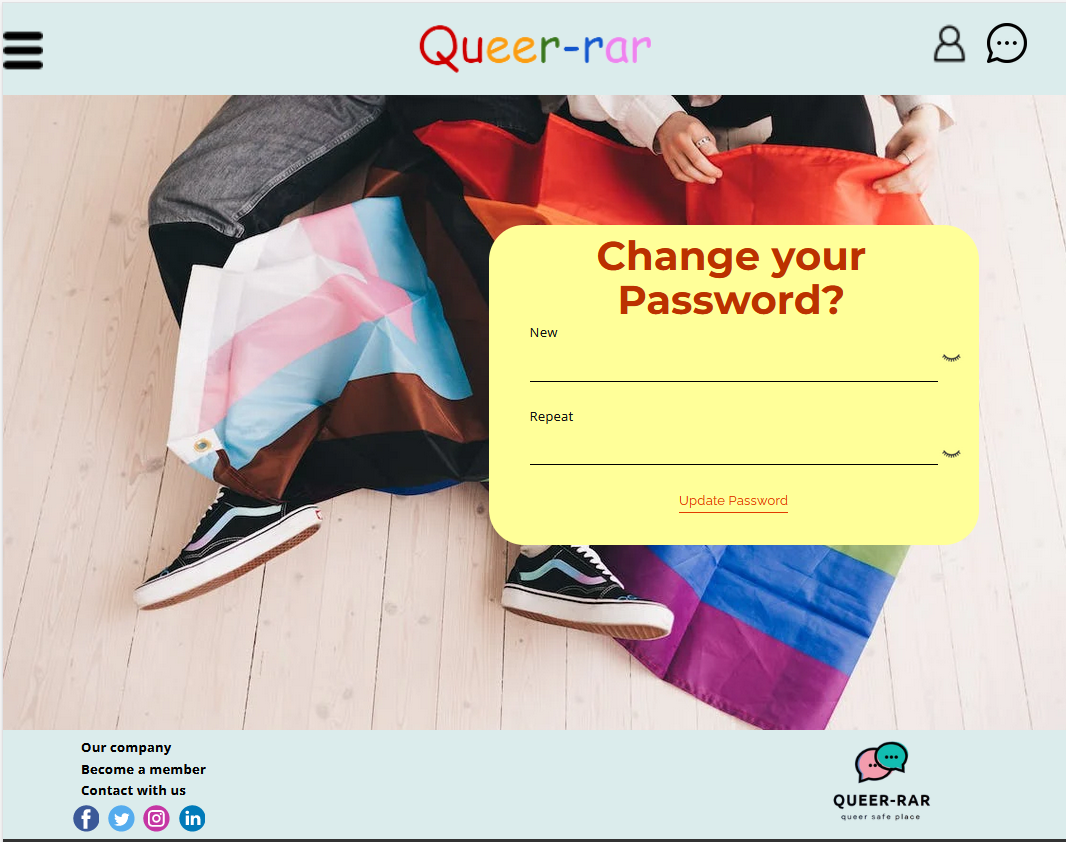 Queer-rar
Change your
Password?
New
Repeat
Update Password
Our company
Become a member
Contact with us
QUEER-RAR
queer safe place